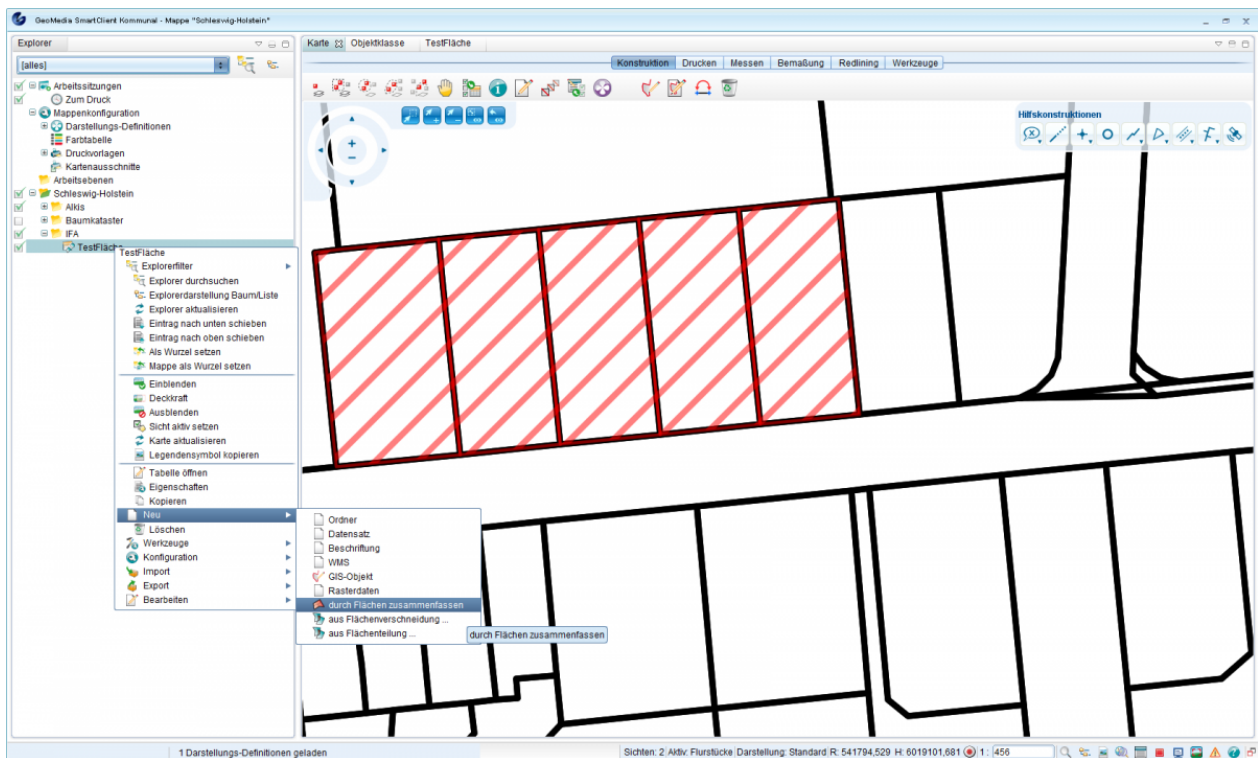 GeoMedia SmartClient Kommunal - Mappe "Schleswig-Holstein"
Explorer
Karte Objektklasse TestFläche
[alles]
Konstruktion Drucken Messen Bemaßung Redlining Werkzeuge
Arbeitssitzungen
Zum Druck
Mappenkonfiguration
Darstellungs-Definitionen
Farbtabelle
Druckvorlagen
Kartenausschnitte
Arbeitsebenen
Schleswig-Holstein
Alkis
Baumkataster
IFA
TestFläche
Hilfskonstruktionen
TestFläche
Explorerfilter
Explorer durchsuchen
Explorerdarstellung Baum/Liste
Explorer aktualisieren
Eintrag nach unten schieben
Eintrag nach oben schieben
Als Wurzel setzen
Mappe als Wurzel setzen
Einblenden
Deckkraft
Ausblenden
Sicht aktiv setzen
Karte aktualisieren
Legendensymbol kopieren
Tabelle öffnen
Eigenschaften
Kopieren
Neu
Löschen
Werkzeuge
Konfiguration
Import
Export
Bearbeiten
Ordner
Datensatz
Beschriftung
WMS
GIS-Objekt
Rasterdaten
durch Flächen zusammenfassen
aus Flächenverschneidung ...
aus Flächenteilung ...
durch Flächen zusammenfassen
1 Darstellungs-Definitionen geladen
Sichten: 2 Aktiv: Flurstücke Darstellung: Standard R: 541794,529 H: 6019101,681 1 : 456